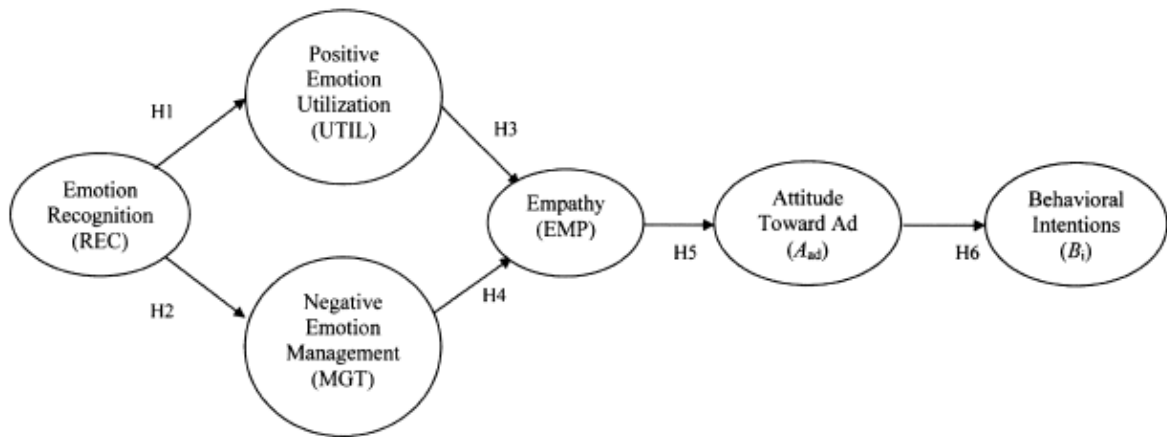 Positive
Emotion
Utilization
(UTIL)
H1
H3
Emotion
Recognition
(REC)
Empathy
(EMP)
Attitude
Toward Ad
(Aad)
Behavioral
Intentions
(Bi)
H5
H6
H2
H4
Negative
Emotion
Management
(MGT)